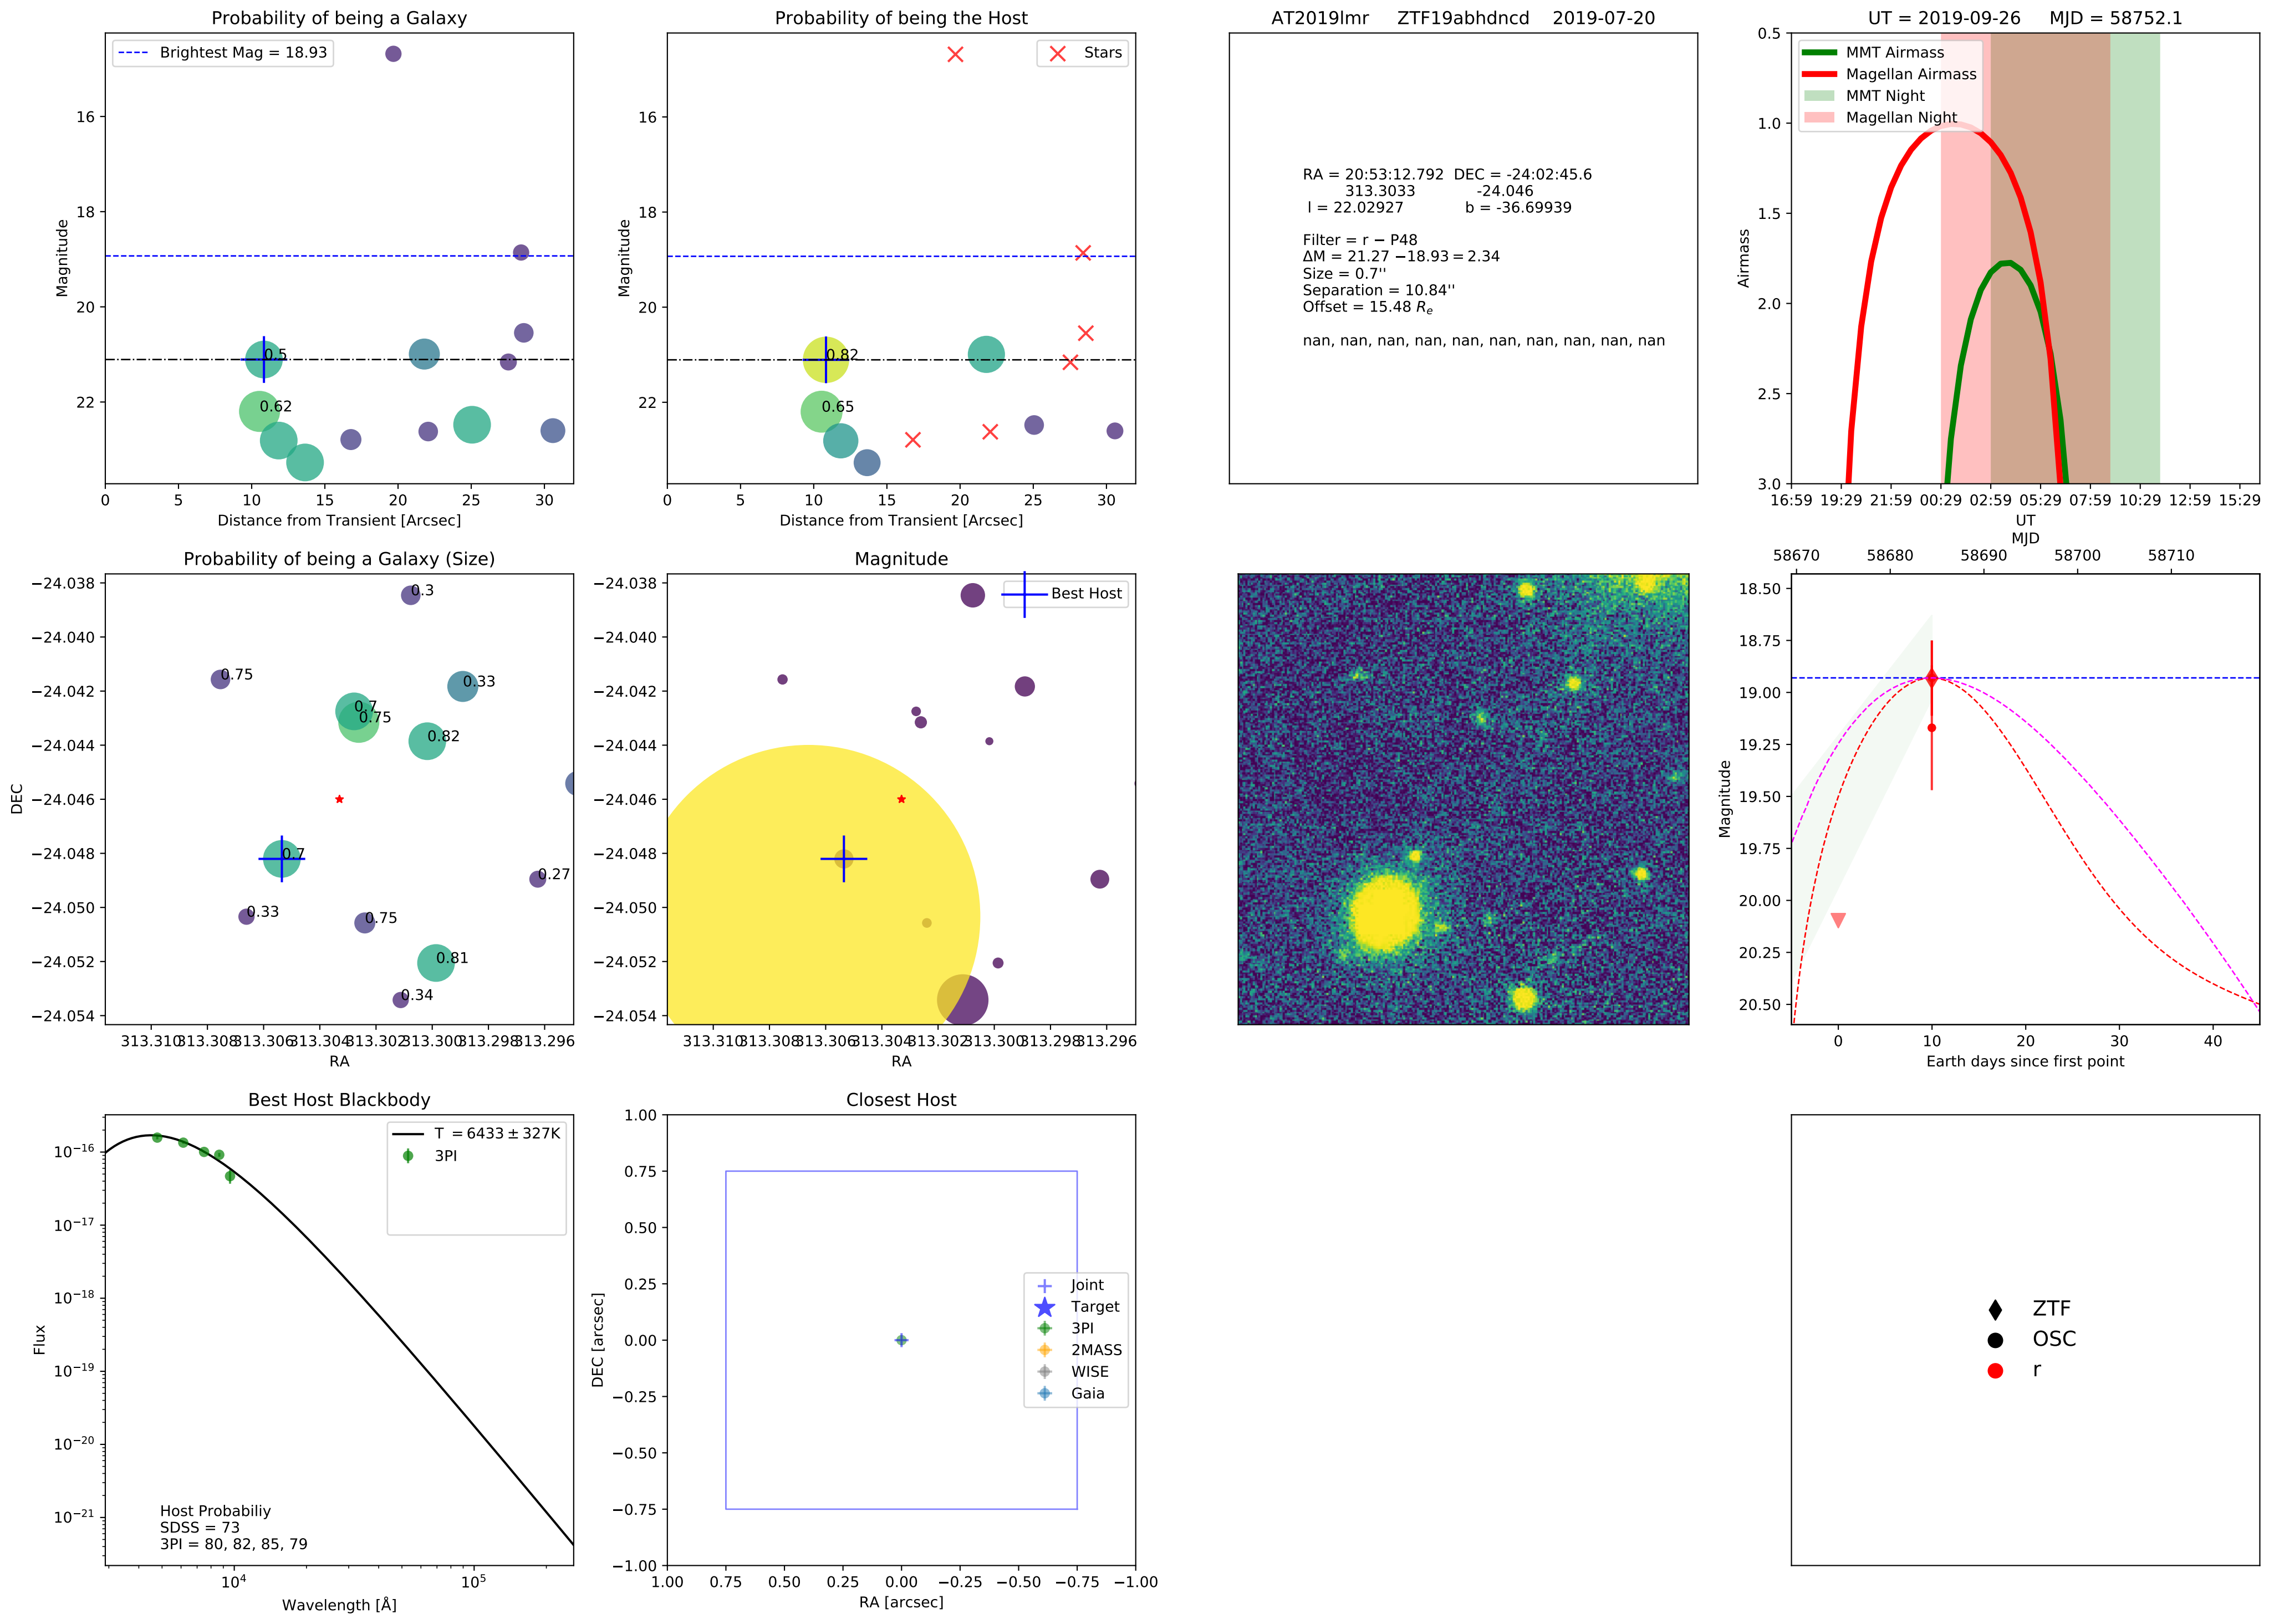 Probability of being a Galaxy
Brightest Mag = 18.93
0.5
0.62
Magnitude
16
18
20
22
0 5 10 15 20 25 30
Distance from Transient [Arcsec]
Probability of being the Host
Stars
0.82
0.65
Magnitude
16
18
20
22
0 5 10 15 20 25 30
Distance from Transient [Arcsec]
AT2019lmr ZTF19abhdncd 2019-07-20
RA = 20:53:12.792 DEC = -24:02:45.6
313.3033 -24.046
l = 22.02927 b = -36.69939
Filter = r − P48
ΔM = 21.27 −18.93 = 2.34
Size = 0.7''
Separation = 10.84''
Offset = 15.48 Re
nan, nan, nan, nan, nan, nan, nan, nan, nan, nan
UT = 2019-09-26 MJD = 58752.1
MMT Airmass
Magellan Airmass
MMT Night
Magellan Night
Airmass
0.5
1.0
1.5
2.0
2.5
3.0
16:59 19:29 21:59 00:29 02:59 05:29 07:59 10:29 12:59 15:29
UT
Probability of being a Galaxy (Size)
0.3
0.75
0.33
0.7
0.75
0.82
0.7
0.27
0.33
0.75
0.81
0.34
DEC
−24.038
−24.040
−24.042
−24.044
−24.046
−24.048
−24.050
−24.052
−24.054
313.310 313.308 313.306 313.304 313.302 313.300 313.298 313.296
RA
Magnitude
Best Host
−24.038
−24.040
−24.042
−24.044
−24.046
−24.048
−24.050
−24.052
−24.054
313.310 313.308 313.306 313.304 313.302 313.300 313.298 313.296
RA
MJD
58670 58680 58690 58700 58710
Magnitude
18.50
18.75
19.00
19.25
19.50
19.75
20.00
20.25
20.50
0 10 20 30 40
Earth days since first point
Best Host Blackbody
T = 6433 ± 327K
3PI
Flux
10−16
10−17
10−18
10−19
10−20
10−21
Host Probabiliy
SDSS = 73
3PI = 80, 82, 85, 79
10⁴ 10⁵
Wavelength [Å]
Closest Host
Joint
Target
3PI
2MASS
WISE
Gaia
DEC [arcsec]
1.00
0.75
0.50
0.25
0.00
−0.25
−0.50
−0.75
−1.00
1.00 0.75 0.50 0.25 0.00 −0.25 −0.50 −0.75 −1.00
RA [arcsec]
ZTF
OSC
r